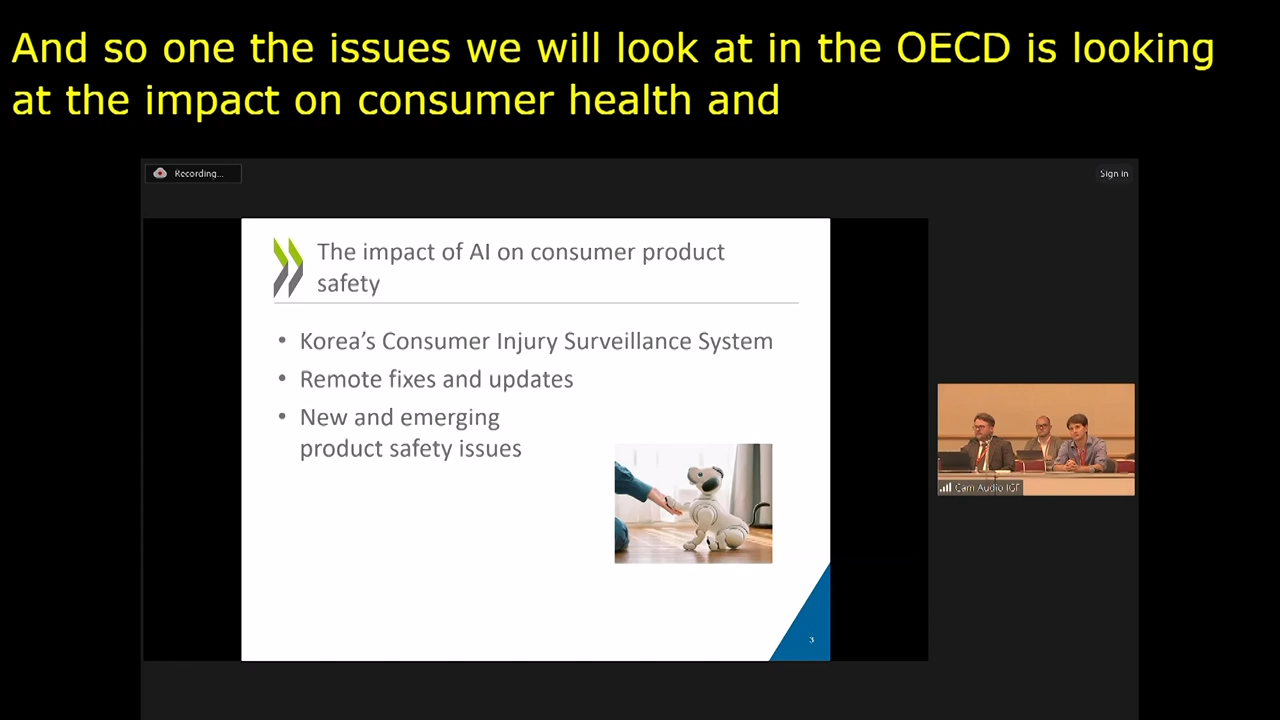 And so one the issues we will look at in the OECD is looking
at the impact on consumer health and
Recording...
Sign in
The impact of AI on consumer product
safety
• Korea's Consumer Injury Surveillance System
• Remote fixes and updates
• New and emerging
product safety issues
Cam Audio IGF
3